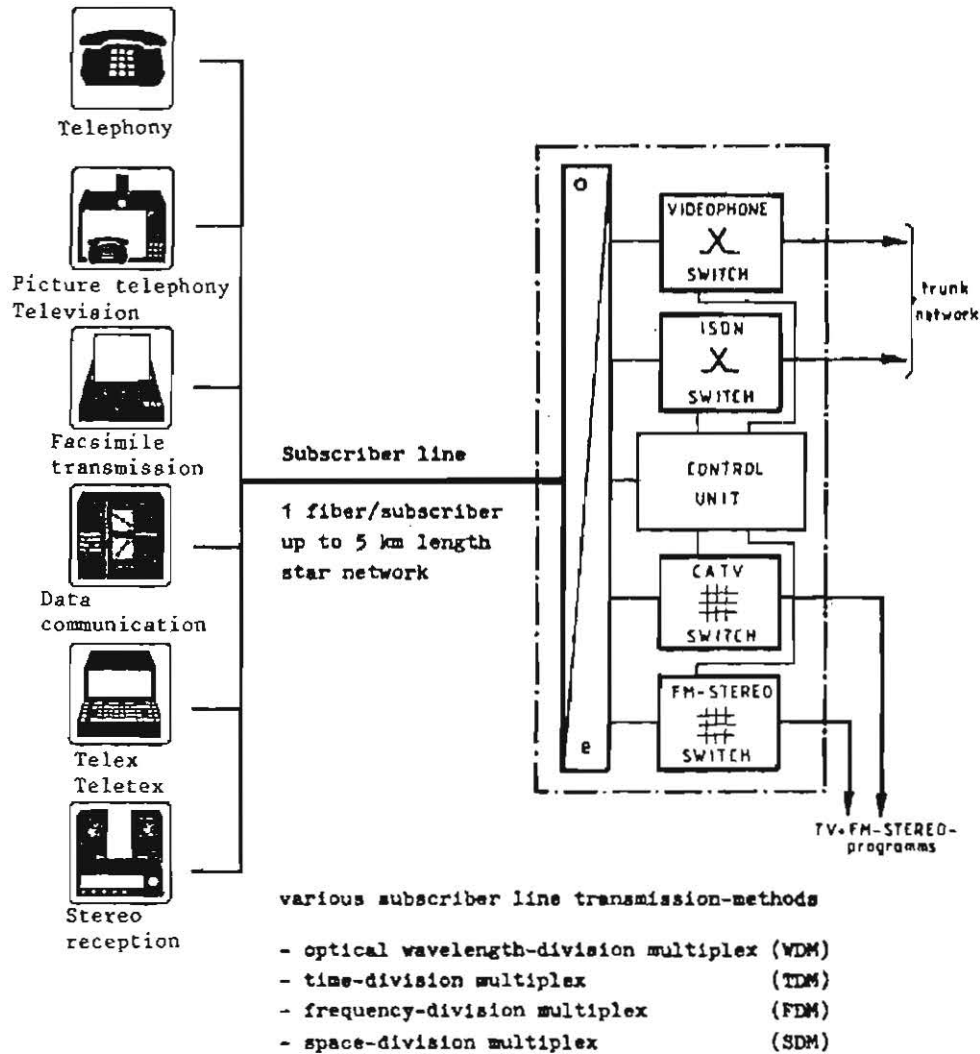 Telephony
Picture telephony
Television
Facsimile
transmission
Data
communication
Telex
Teletex
Stereo
reception
Subscriber line
1 fiber/subscriber
up to 5 km length
star network
o
e
VIDEOPHONE
SWITCH
ISDN
SWITCH
CONTROL
UNIT
CATV
SWITCH
FM-STEREO
SWITCH
trunk
network
TV+FM-STEREO-
programms
various subscriber line transmission-methods
- optical wavelength-division multiplex (WDM)
- time-division multiplex (TDM)
- frequency-division multiplex (FDM)
- space-division multiplex (SDM)